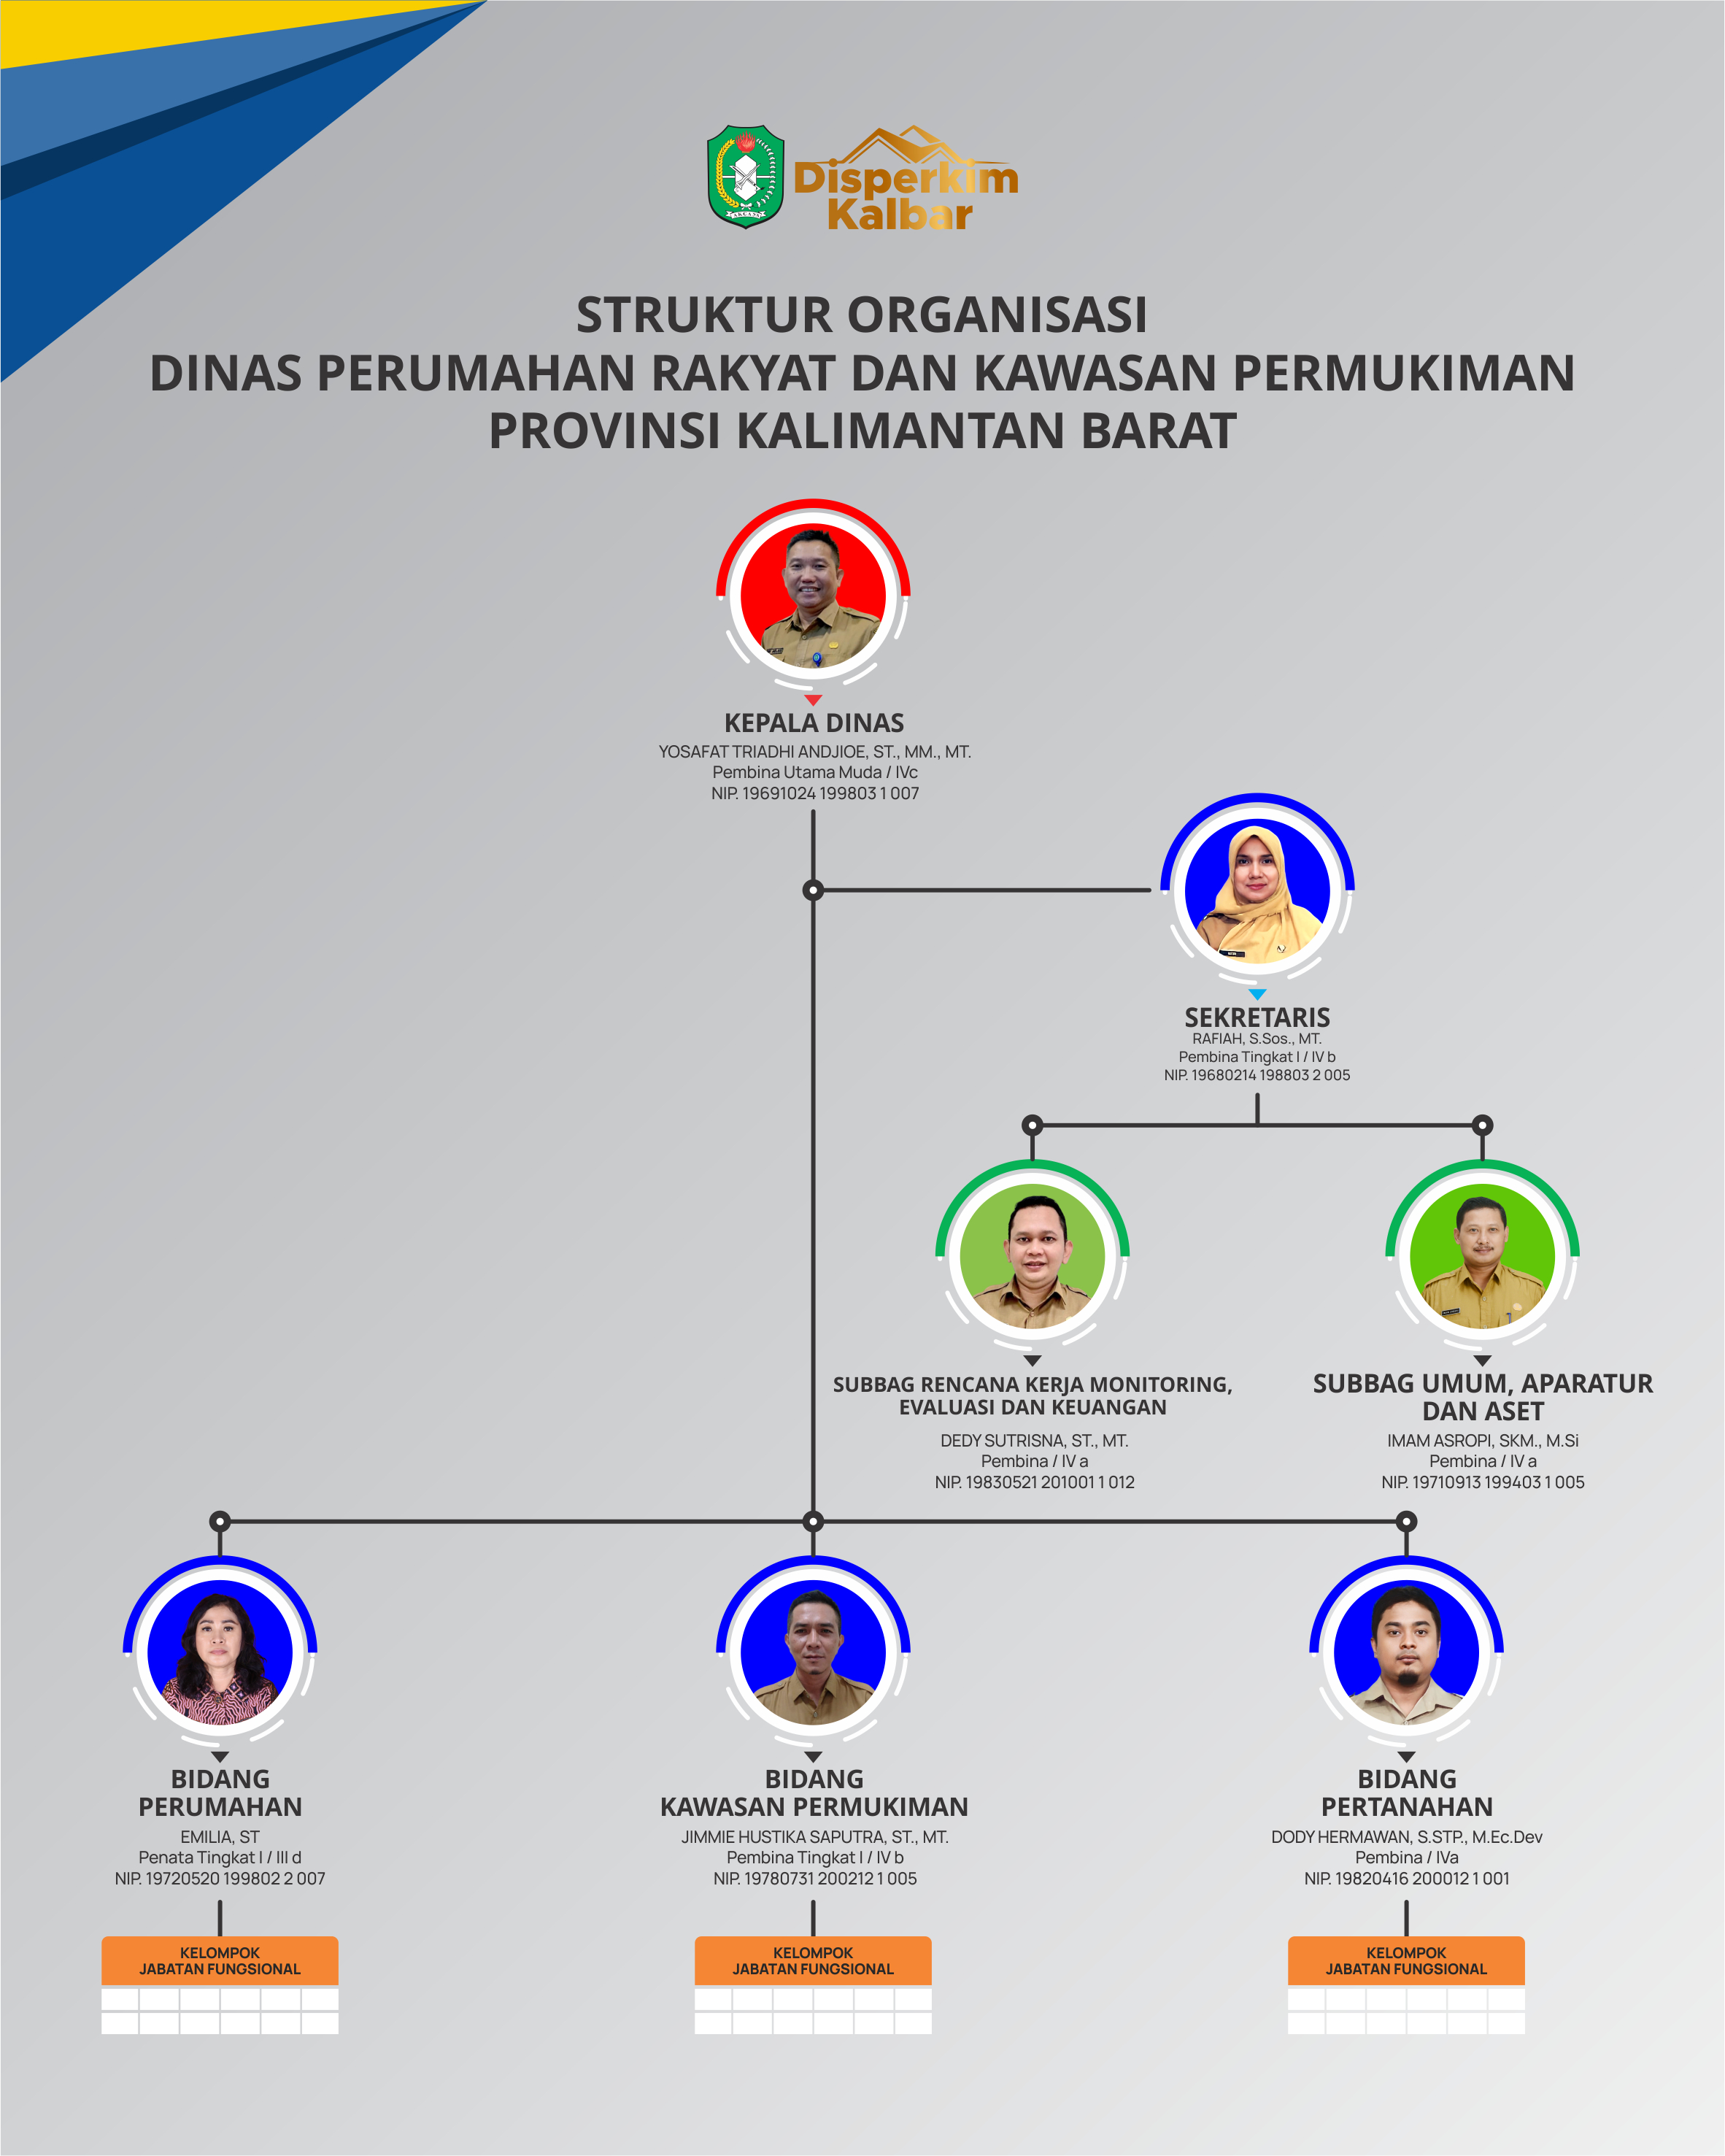 AKCAYA
Disperkim
Kalbar
STRUKTUR ORGANISASI
DINAS PERUMAHAN RAKYAT DAN KAWASAN PERMUKIMAN
PROVINSI KALIMANTAN BARAT
KEPALA DINAS
YOSAFAT TRIADHI ANDJIOE, ST., MM., MT.
Pembina Utama Muda / IVc
NIP. 19691024 199803 1 007
SEKRETARIS
RAFIAH, S.Sos., MT.
Pembina Tingkat I / IV b
NIP. 19680214 198803 2 005
SUBBAG RENCANA KERJA MONITORING,
EVALUASI DAN KEUANGAN
DEDY SUTRISNA, ST., MT.
Pembina / IV a
NIP. 19830521 201001 1 012
SUBBAG UMUM, APARATUR
DAN ASET
IMAM ASROPI, SKM., M.Si
Pembina / IV a
NIP. 19710913 199403 1 005
BIDANG
PERUMAHAN
EMILIA, ST
Penata Tingkat I / III d
NIP. 19720520 199802 2 007
KELOMPOK
JABATAN FUNGSIONAL
BIDANG
KAWASAN PERMUKIMAN
JIMMIE HUSTIKA SAPUTRA, ST., MT.
Pembina Tingkat I / IV b
NIP. 19780731 200212 1 005
KELOMPOK
JABATAN FUNGSIONAL
BIDANG
PERTANAHAN
DODY HERMAWAN, S.STP., M.Ec.Dev
Pembina / IVa
NIP. 19820416 200012 1 001
KELOMPOK
JABATAN FUNGSIONAL